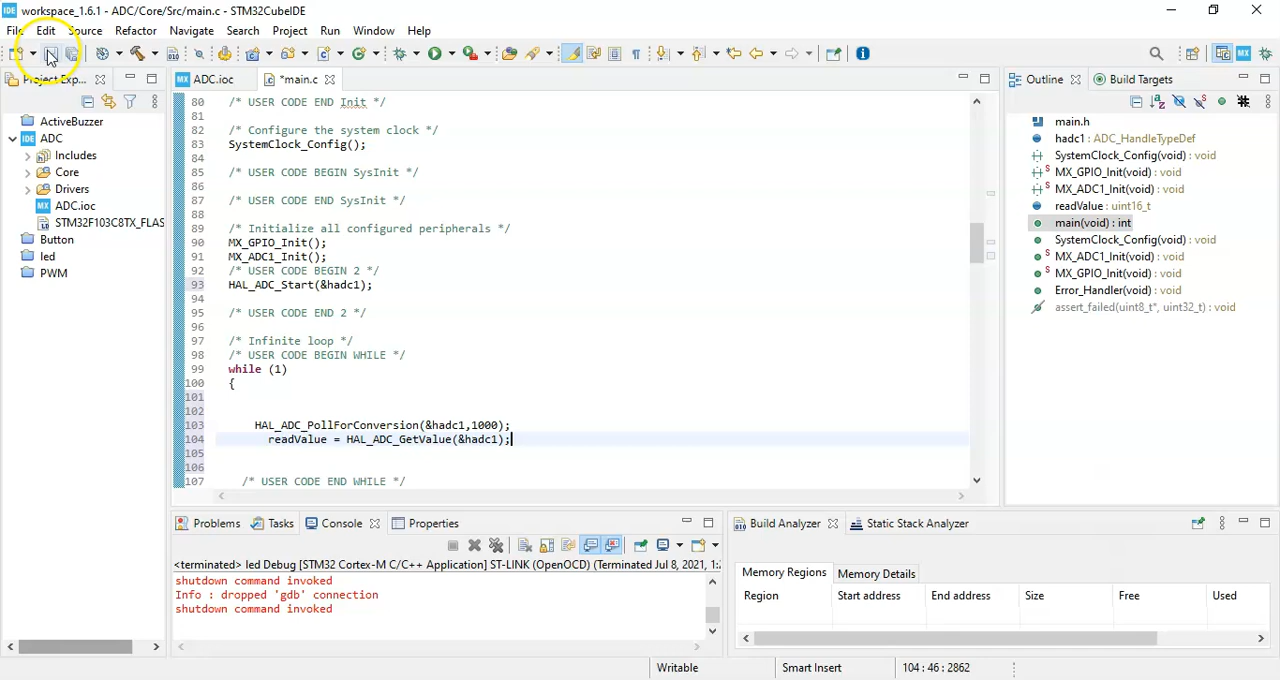 IDE workspace_1.6.1 - ADC/Core/Src/main.c - STM32CubeIDE
File Edit Source Refactor Navigate Search Project Run Window Help
Project Exp...
MX ADC.ioc
*main.c
Outline
Build Targets
ActiveBuzzer
IDE ADC
Includes
Core
Drivers
MX ADC.ioc
STM32F103C8TX_FLAS
Button
led
PWM
80 /* USER CODE END Init */
81
82 /* Configure the system clock */
83 SystemClock_Config();
84
85 /* USER CODE BEGIN SysInit */
86
87 /* USER CODE END SysInit */
88
89 /* Initialize all configured peripherals */
90 MX_GPIO_Init();
91 MX_ADC1_Init();
92 /* USER CODE BEGIN 2 */
93 HAL_ADC_Start(&hadc1);
94
95 /* USER CODE END 2 */
96
97 /* Infinite loop */
98 /* USER CODE BEGIN WHILE */
99 while (1)
100 {
101
102
103 HAL_ADC_PollForConversion(&hadc1,1000);
104 readValue = HAL_ADC_GetValue(&hadc1);
105
106
107 /* USER CODE END WHILE */
main.h
hadc1 : ADC_HandleTypeDef
SystemClock_Config(void) : void
MX_GPIO_Init(void) : void
MX_ADC1_Init(void) : void
readValue : uint16_t
main(void) : int
SystemClock_Config(void) : void
MX_ADC1_Init(void) : void
MX_GPIO_Init(void) : void
Error_Handler(void) : void
assert_failed(uint8_t*, uint32_t) : void
Problems Tasks Console Properties
<terminated> led Debug [STM32 Cortex-M C/C++ Application] ST-LINK (OpenOCD) (Terminated Jul 8, 2021, 1:2
shutdown command invoked
Info : dropped 'gdb' connection
shutdown command invoked
Build Analyzer Static Stack Analyzer
Memory Regions Memory Details
Region Start address End address Size Free Used
Writable Smart Insert 104 : 46 : 2862